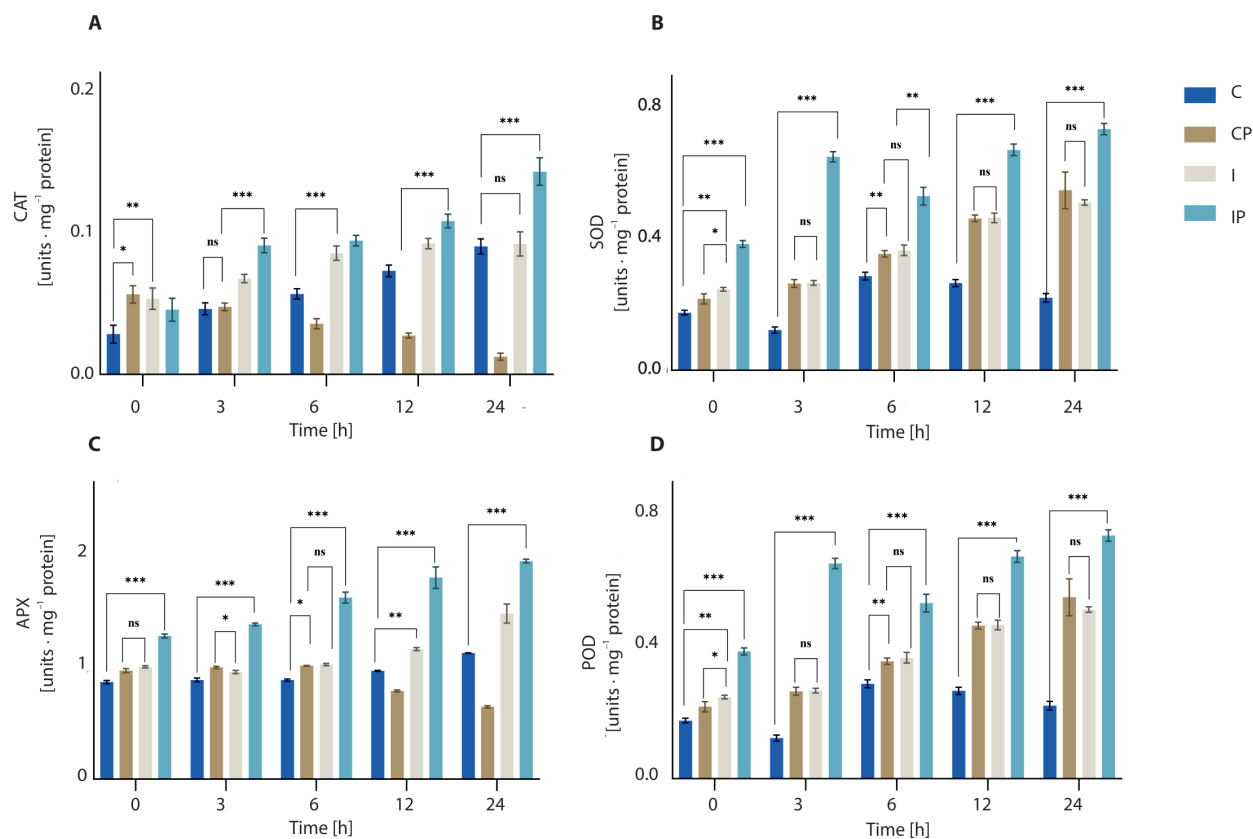 A
CAT
[units · mg⁻¹ protein]
0.2
0.1
0.0
*
**
ns
***
***
***
ns
***
0
3
6
12
24
Time [h]
B
SOD
[units · mg⁻¹ protein]
0.8
0.4
0.0
***
**
*
***
ns
**
ns
**
***
ns
***
ns
0
3
6
12
24
Time [h]
C
CP
I
IP
C
APX
[units · mg⁻¹ protein]
2
1
0
***
ns
***
*
***
ns
*
***
**
***
0
3
6
12
24
Time [h]
D
POD
[units · mg⁻¹ protein]
0.8
0.4
0.0
***
**
*
***
ns
***
ns
**
***
ns
***
ns
0
3
6
12
24
Time [h]